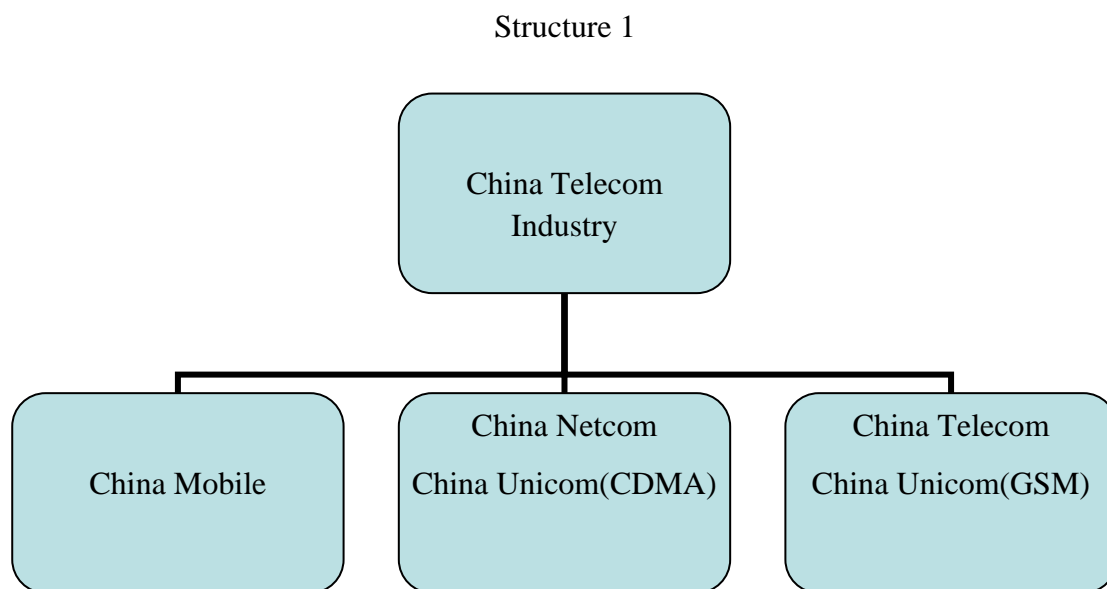 Structure 1
China Telecom
Industry
China Mobile
China Netcom
China Unicom(CDMA)
China Telecom
China Unicom(GSM)